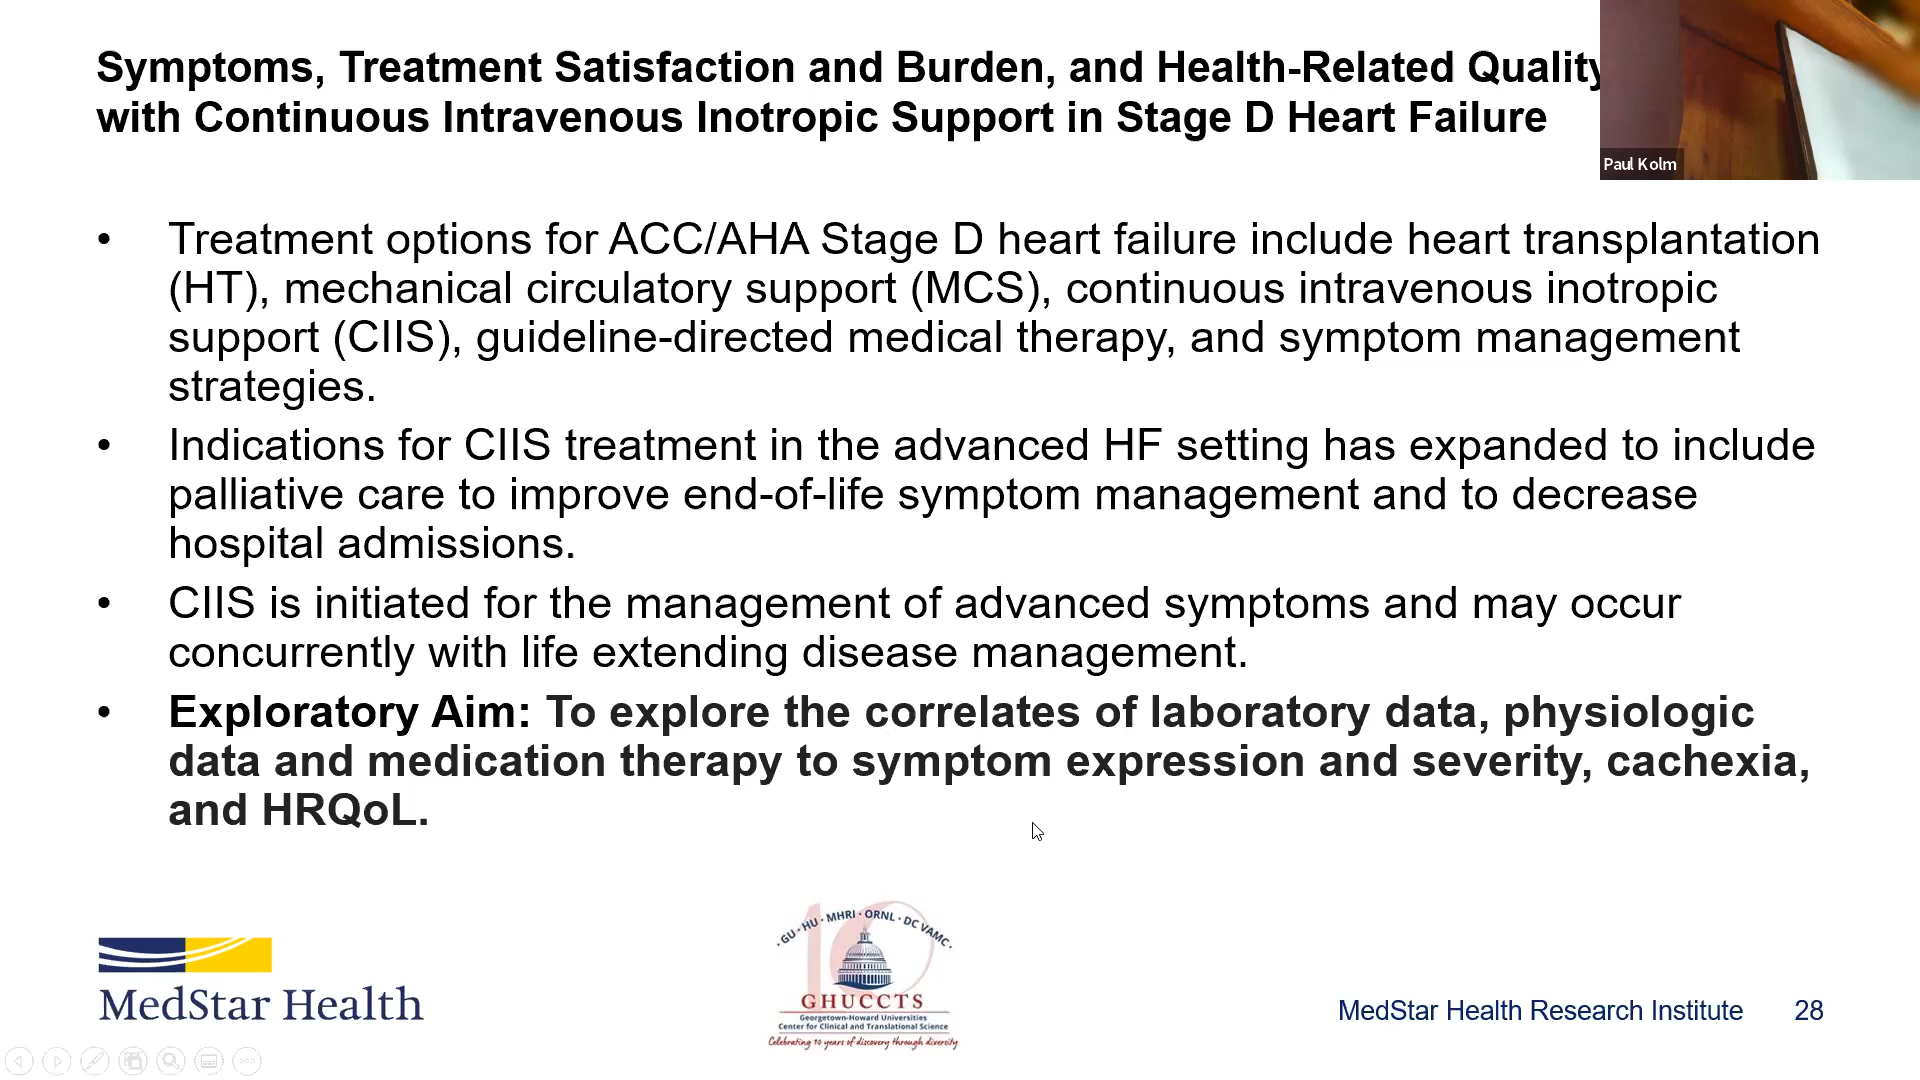 Symptoms, Treatment Satisfaction and Burden, and Health-Related Quality
with Continuous Intravenous Inotropic Support in Stage D Heart Failure
Paul Kolm
• Treatment options for ACC/AHA Stage D heart failure include heart transplantation
(HT), mechanical circulatory support (MCS), continuous intravenous inotropic
support (CIIS), guideline-directed medical therapy, and symptom management
strategies.
• Indications for CIIS treatment in the advanced HF setting has expanded to include
palliative care to improve end-of-life symptom management and to decrease
hospital admissions.
• CIIS is initiated for the management of advanced symptoms and may occur
concurrently with life extending disease management.
• Exploratory Aim: To explore the correlates of laboratory data, physiologic
data and medication therapy to symptom expression and severity, cachexia,
and HRQoL.
MedStar Health
· GU · HU · MHRI · ORNL · DC VAMC ·
10
GHUCCTS
Georgetown-Howard Universities
Center for Clinical and Translational Science
Celebrating 10 years of discovery through diversity
MedStar Health Research Institute 28